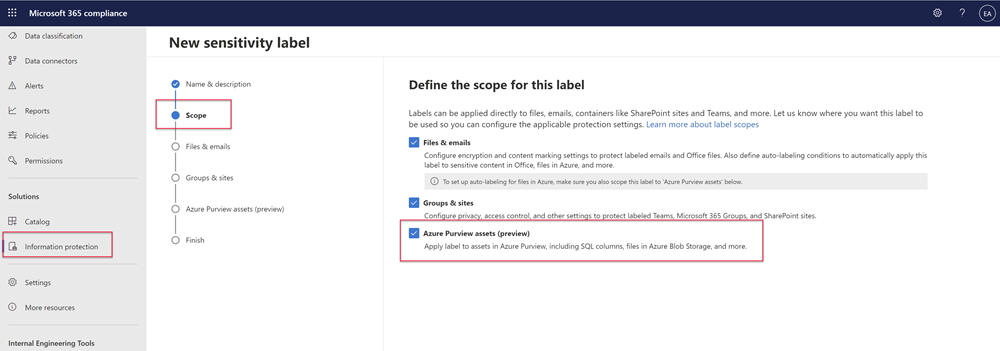 Microsoft 365 compliance
?
EA
Data classification
Data connectors
Alerts
Reports
Policies
Permissions
Solutions
Catalog
Information protection
Settings
More resources
Internal Engineering Tools
New sensitivity label
Name & description
Scope
Files & emails
Groups & sites
Azure Purview assets (preview)
Finish
Define the scope for this label
Labels can be applied directly to files, emails, containers like SharePoint sites and Teams, and more. Let us know where you want this label to
be used so you can configure the applicable protection settings. Learn more about label scopes
Files & emails
Configure encryption and content marking settings to protect labeled emails and Office files. Also define auto-labeling conditions to automatically apply this
label to sensitive content in Office, files in Azure, and more.
To set up auto-labeling for files in Azure, make sure you also scope this label to 'Azure Purview assets' below.
Groups & sites
Configure privacy, access control, and other settings to protect labeled Teams, Microsoft 365 Groups, and SharePoint sites.
Azure Purview assets (preview)
Apply label to assets in Azure Purview, including SQL columns, files in Azure Blob Storage, and more.